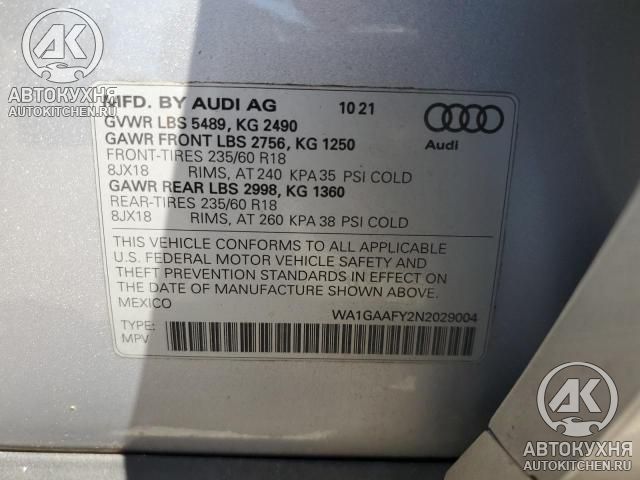 AK
АВТОКУХНЯ
AUTOKITCHEN.RU
MFD. BY AUDI AG 10 21
GVWR LBS 5489, KG 2490
GAWR FRONT LBS 2756, KG 1250
FRONT-TIRES 235/60 R18
8JX18 RIMS, AT 240 KPA 35 PSI COLD
GAWR REAR LBS 2998, KG 1360
REAR-TIRES 235/60 R18
8JX18 RIMS, AT 260 KPA 38 PSI COLD
Audi
THIS VEHICLE CONFORMS TO ALL APPLICABLE
U.S. FEDERAL MOTOR VEHICLE SAFETY AND
THEFT PREVENTION STANDARDS IN EFFECT ON
THE DATE OF MANUFACTURE SHOWN ABOVE.
MEXICO WA1GAAFY2N2029004
TYPE:
MPV
AK
АВТОКУХНЯ
AUTOKITCHEN.RU